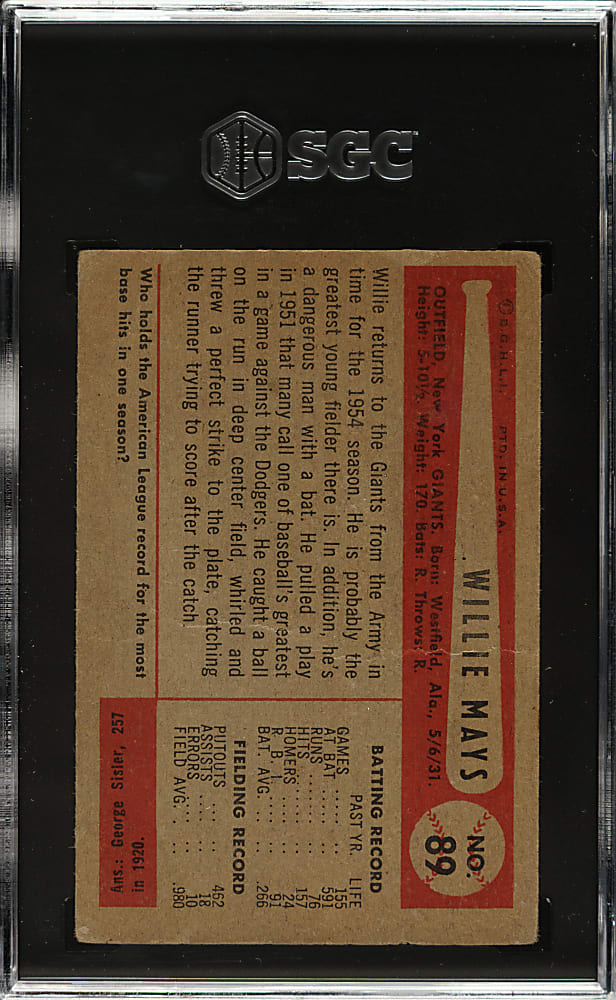 SGC
© B.G.H.L.I. PTD. IN U.S.A.
WILLIE MAYS
NO.
89
OUTFIELD, New York GIANTS. Born: Westfield, Ala., 5/6/31.
Height: 5-10½. Weight: 170. Bats: R. Throws: R.
Willie returns to the Giants from the Army in
time for the 1954 season. He is probably the
greatest young fielder there is. In addition, he's
a dangerous man with a bat. He pulled a play
in 1951 that many call one of baseball's greatest
in a game against the Dodgers. He caught a ball
on the run in deep center field, whirled and
threw a perfect strike to the plate, catching
the runner trying to score after the catch.
BATTING RECORD
PAST YR. LIFE
GAMES ..... .. 155
AT BAT ..... .. 591
RUNS ....... .. 76
HITS ........ .. 157
HOMERS .... .. 24
R. B. I. ..... .. 91
BAT. AVG. .. .. .266
FIELDING RECORD
PUTOUTS .... .. 462
ASSISTS ..... .. 18
ERRORS ..... .. 10
FIELD AVG. .. .. .980
Who holds the American League record for the most
base hits in one season?
Ans.: George Sisler, 257
in 1920.